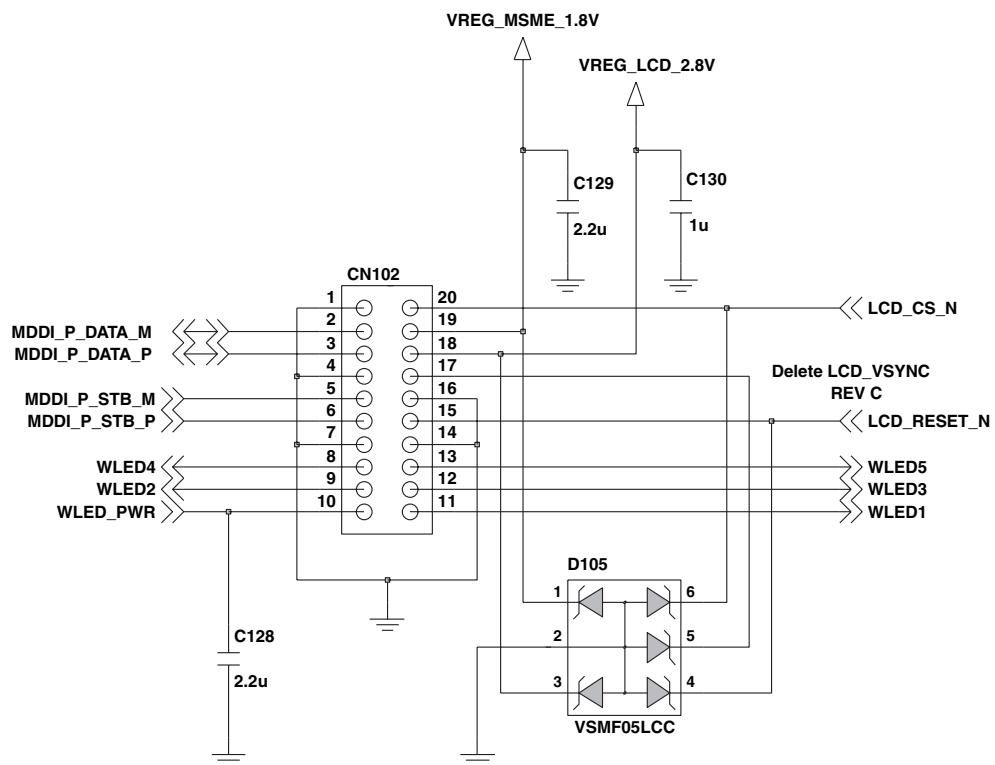 VREG_MSME_1.8V
VREG_LCD_2.8V
C129
2.2u
C130
1u
CN102
1
2
3
4
5
6
7
8
9
10
20
19
18
17
16
15
14
13
12
11
MDDI_P_DATA_M
MDDI_P_DATA_P
MDDI_P_STB_M
MDDI_P_STB_P
WLED4
WLED2
WLED_PWR
LCD_CS_N
Delete LCD_VSYNC
REV C
LCD_RESET_N
WLED5
WLED3
WLED1
D105
1
2
3
6
5
4
VSMF05LCC
C128
2.2u